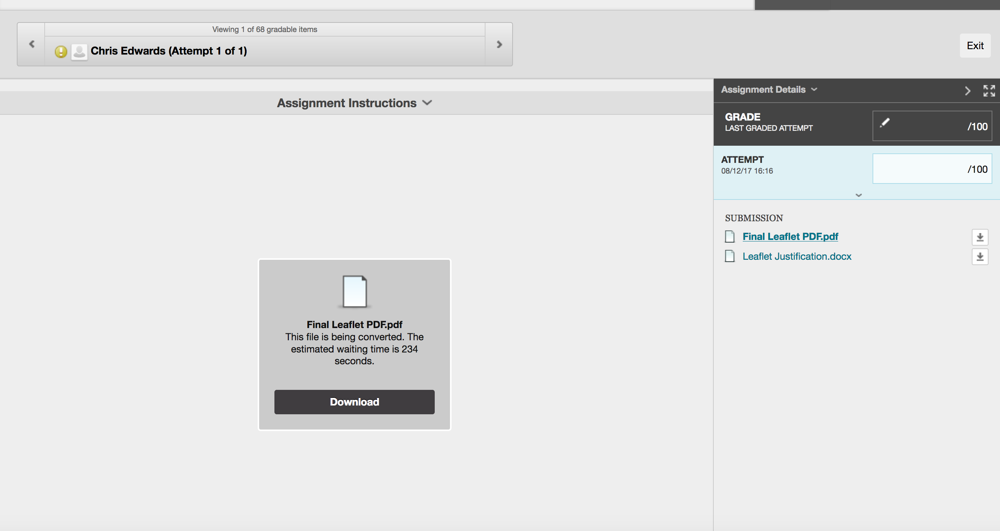 Viewing 1 of 68 gradable items
Chris Edwards (Attempt 1 of 1)
Exit
Assignment Instructions
Final Leaflet PDF.pdf
This file is being converted. The
estimated waiting time is 234
seconds.
Download
Assignment Details
GRADE
LAST GRADED ATTEMPT
/100
ATTEMPT
08/12/17 16:16
/100
SUBMISSION
Final Leaflet PDF.pdf
Leaflet Justification.docx